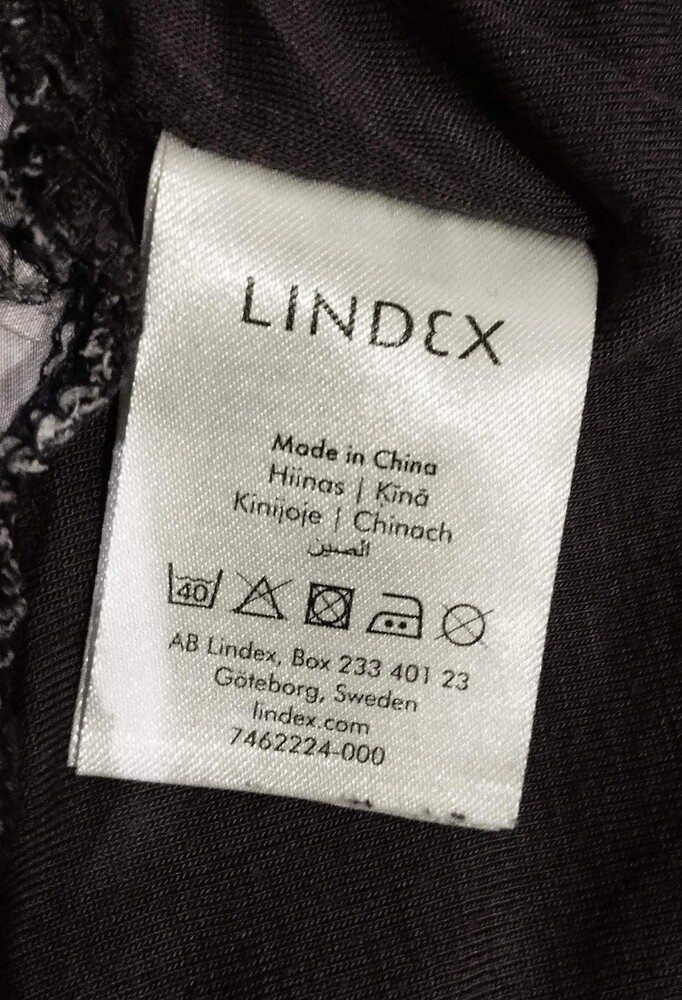 LINDEX
Made in China
Hiinas | Ķīnā
Kinijoje | Chinach
الصين
40
AB Lindex, Box 233 401 23
Göteborg, Sweden
lindex.com
7462224-000